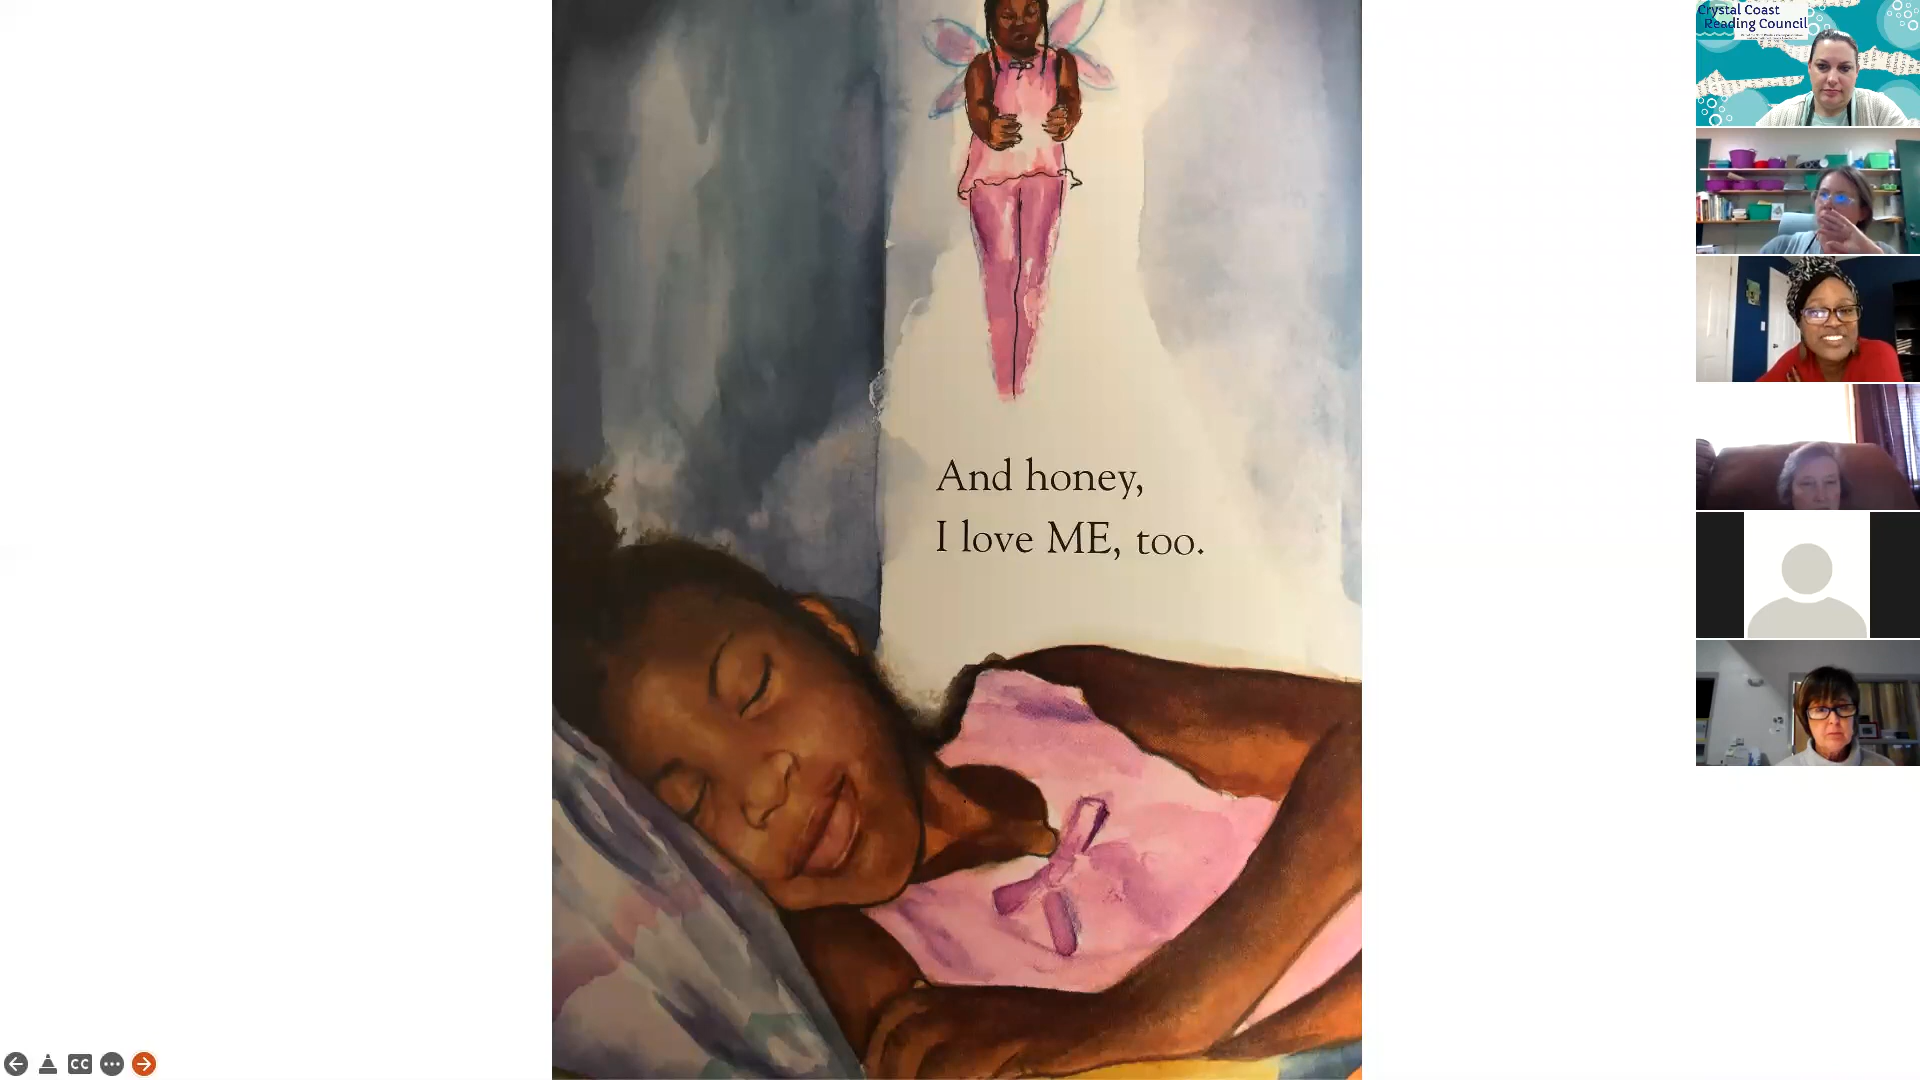 And honey,
I love ME, too.
Crystal Coast
Reading Council
CC